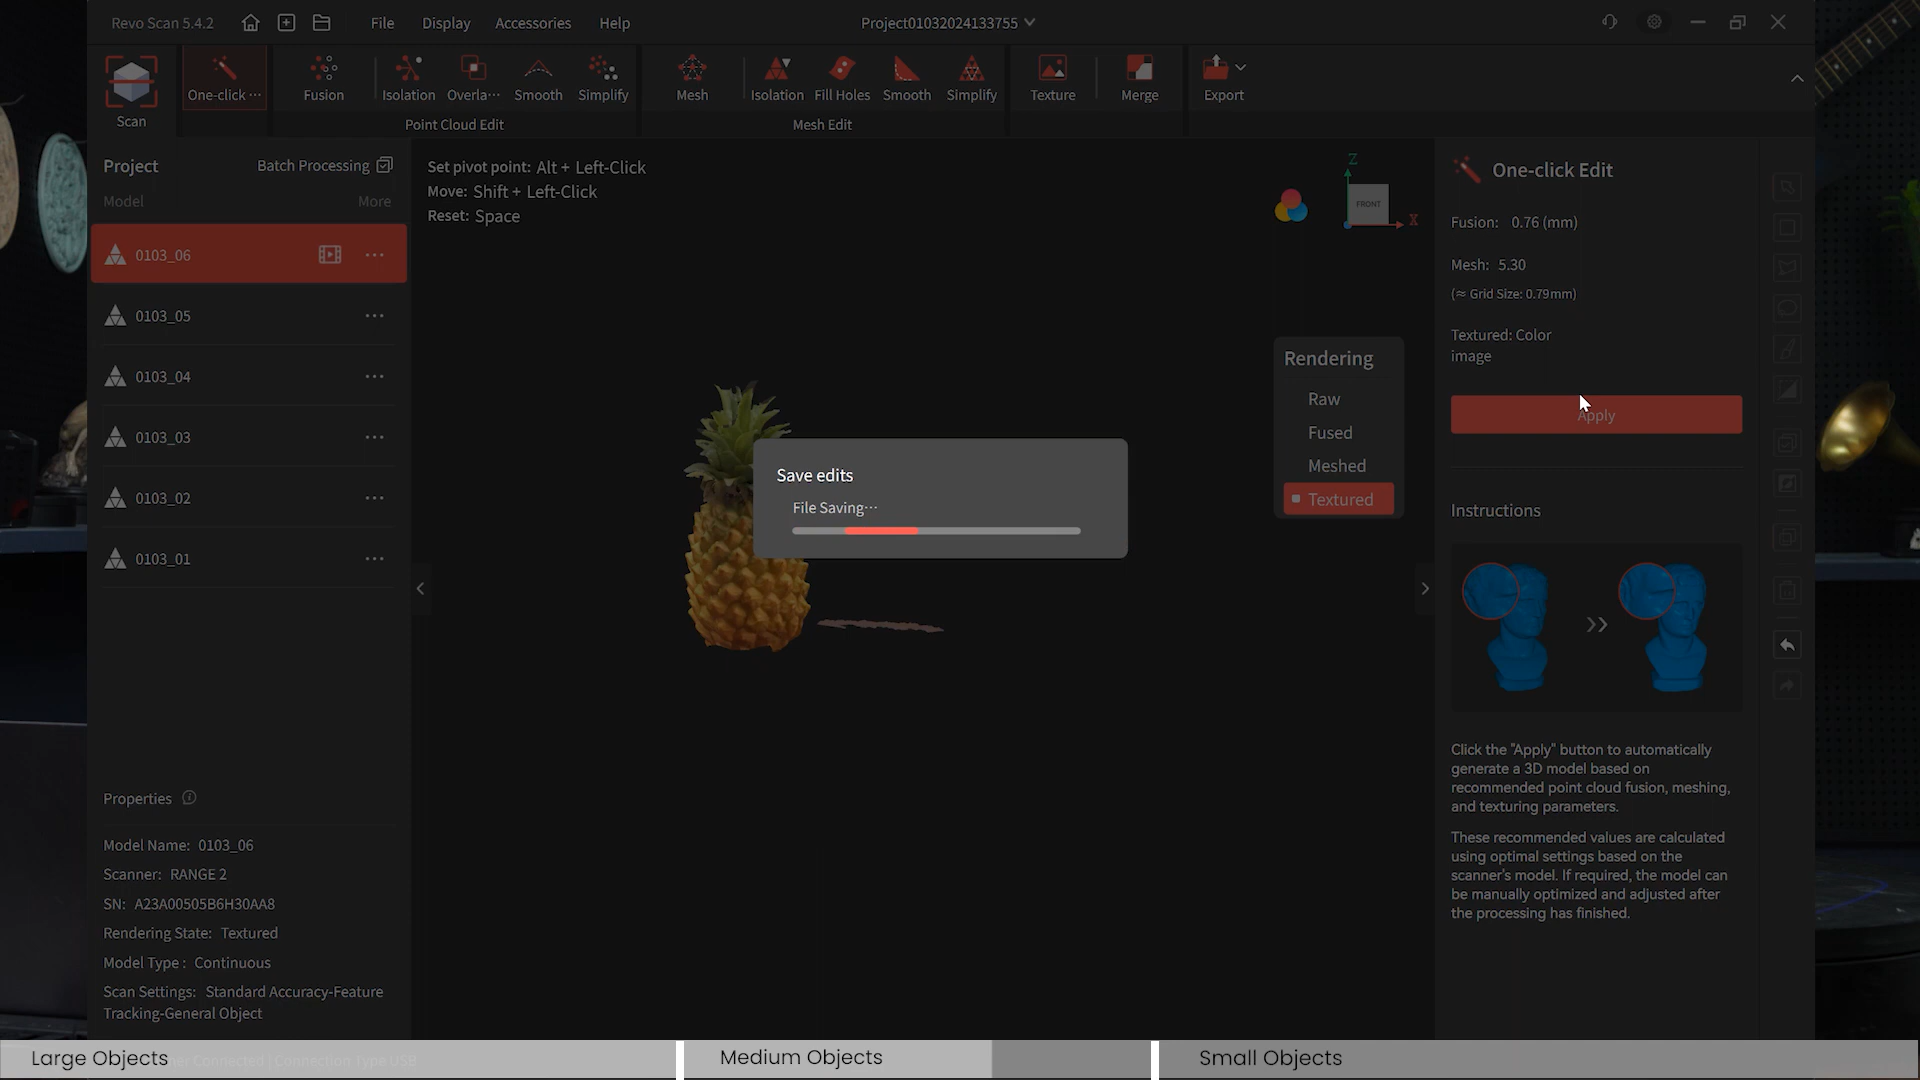 Revo Scan 5.4.2
File
Display
Accessories
Help
Project01032024133755
Scan
One-click ···
Fusion
Isolation
Overla···
Smooth
Simplify
Point Cloud Edit
Mesh
Isolation
Fill Holes
Smooth
Simplify
Mesh Edit
Texture
Merge
Export
Project
Batch Processing
Model
More
0103_06
0103_05
0103_04
0103_03
0103_02
0103_01
Properties
Model Name: 0103_06
Scanner: RANGE 2
SN: A23A00505B6H30AA8
Rendering State: Textured
Model Type : Continuous
Scan Settings: Standard Accuracy-Feature
Tracking-General Object
Set pivot point: Alt + Left-Click
Move: Shift + Left-Click
Reset: Space
Z
FRONT
X
Rendering
Raw
Fused
Meshed
Textured
Save edits
File Saving···
One-click Edit
Fusion: 0.76 (mm)
Mesh: 5.30
(≈ Grid Size: 0.79mm)
Textured: Color
image
Apply
Instructions
Click the "Apply" button to automatically
generate a 3D model based on
recommended point cloud fusion, meshing,
and texturing parameters.
These recommended values are calculated
using optimal settings based on the
scanner's model. If required, the model can
be manually optimized and adjusted after
the processing has finished.
Large Objects
Connected | Connection Type USB
Medium Objects
Small Objects